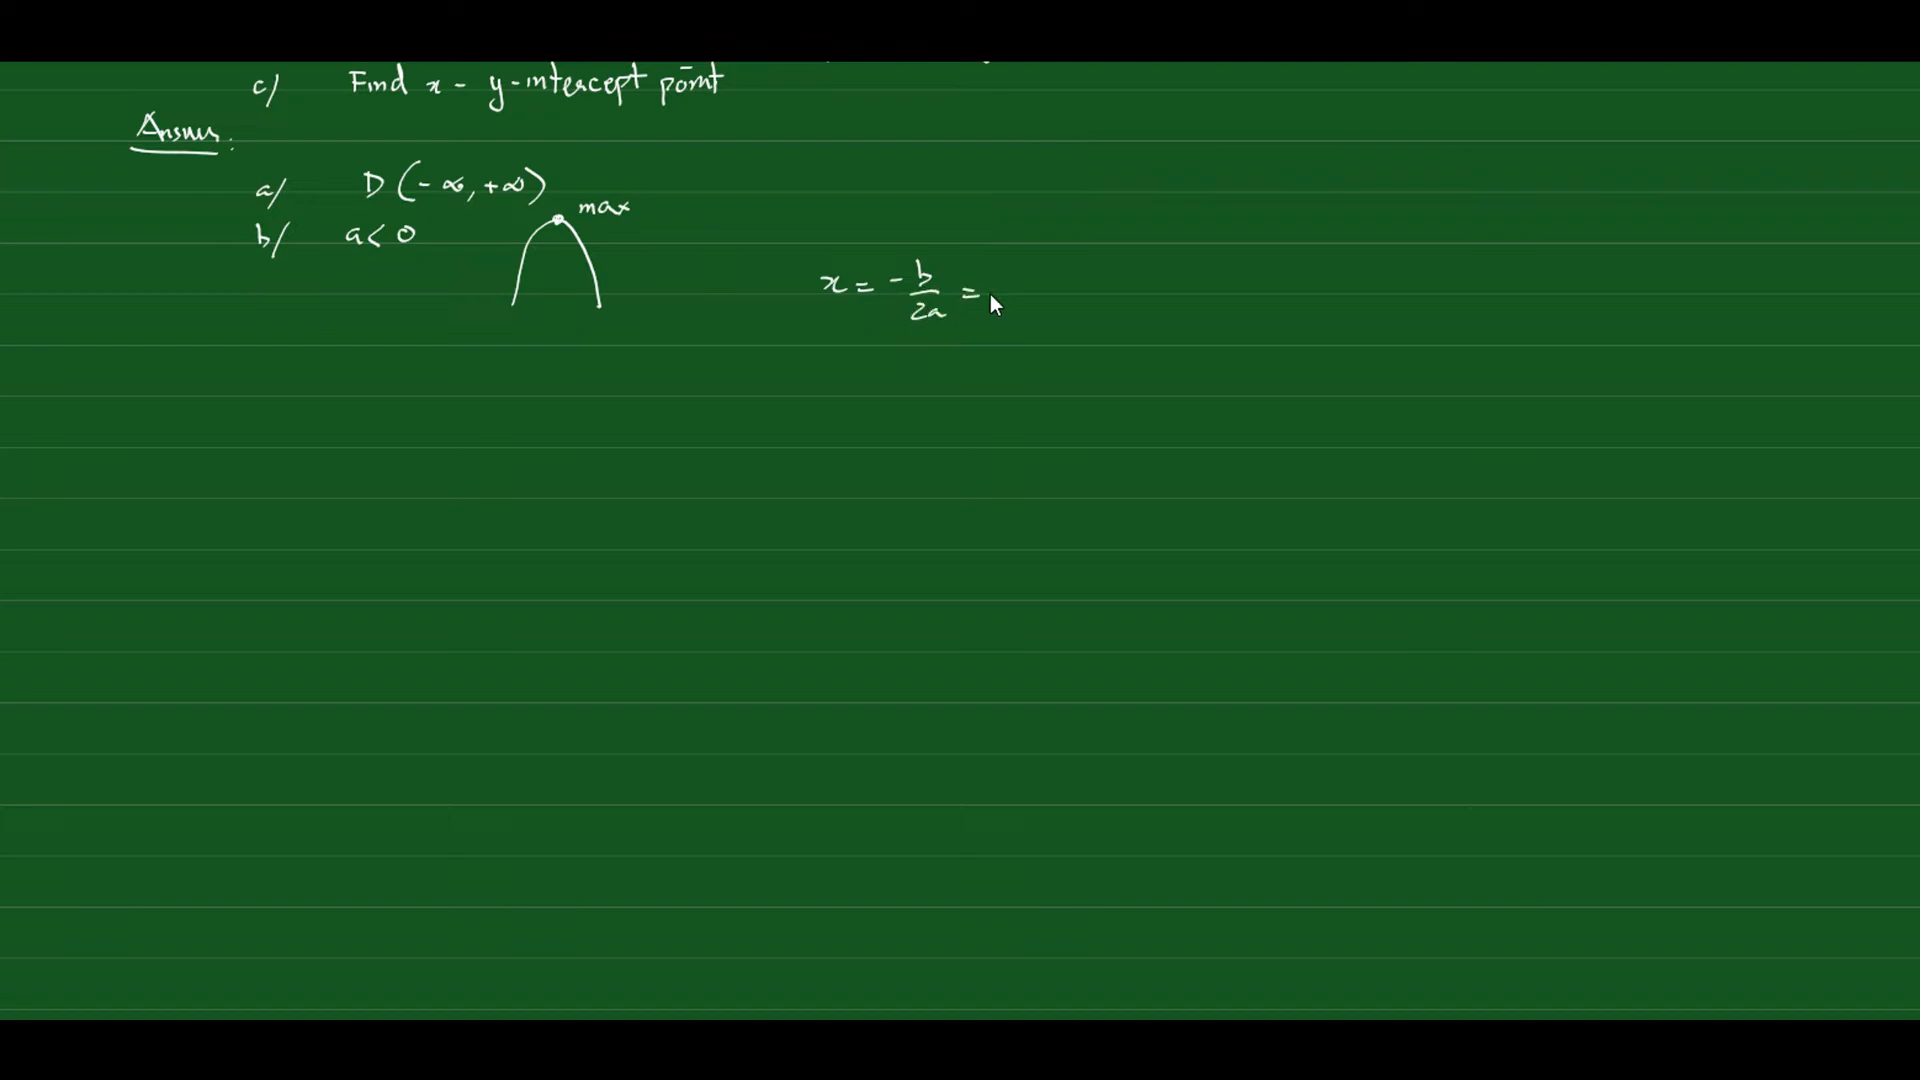 c/ Find x - y-intercept point
Answer:
a/ D (-∞, +∞)
max
b/ a < 0
x = - b/2a =